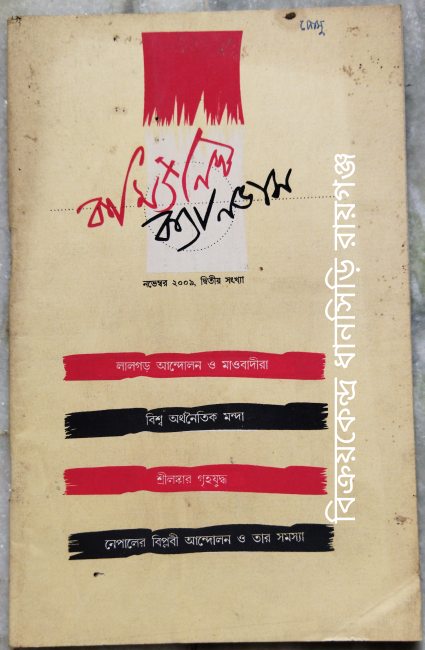 পেসু
কমিউনিস্ট
ক্যানভাস
নভেম্বর ২০০৯, দ্বিতীয় সংখ্যা
লালগড় আন্দোলন ও মাওবাদীরা
বিশ্ব অর্থনৈতিক মন্দা
শ্রীলঙ্কার গৃহযুদ্ধ
নেপালের বিপ্লবী আন্দোলন ও তার সমস্যা
বিক্রয়কেন্দ্র ধানসিড়ি রায়গঞ্জ